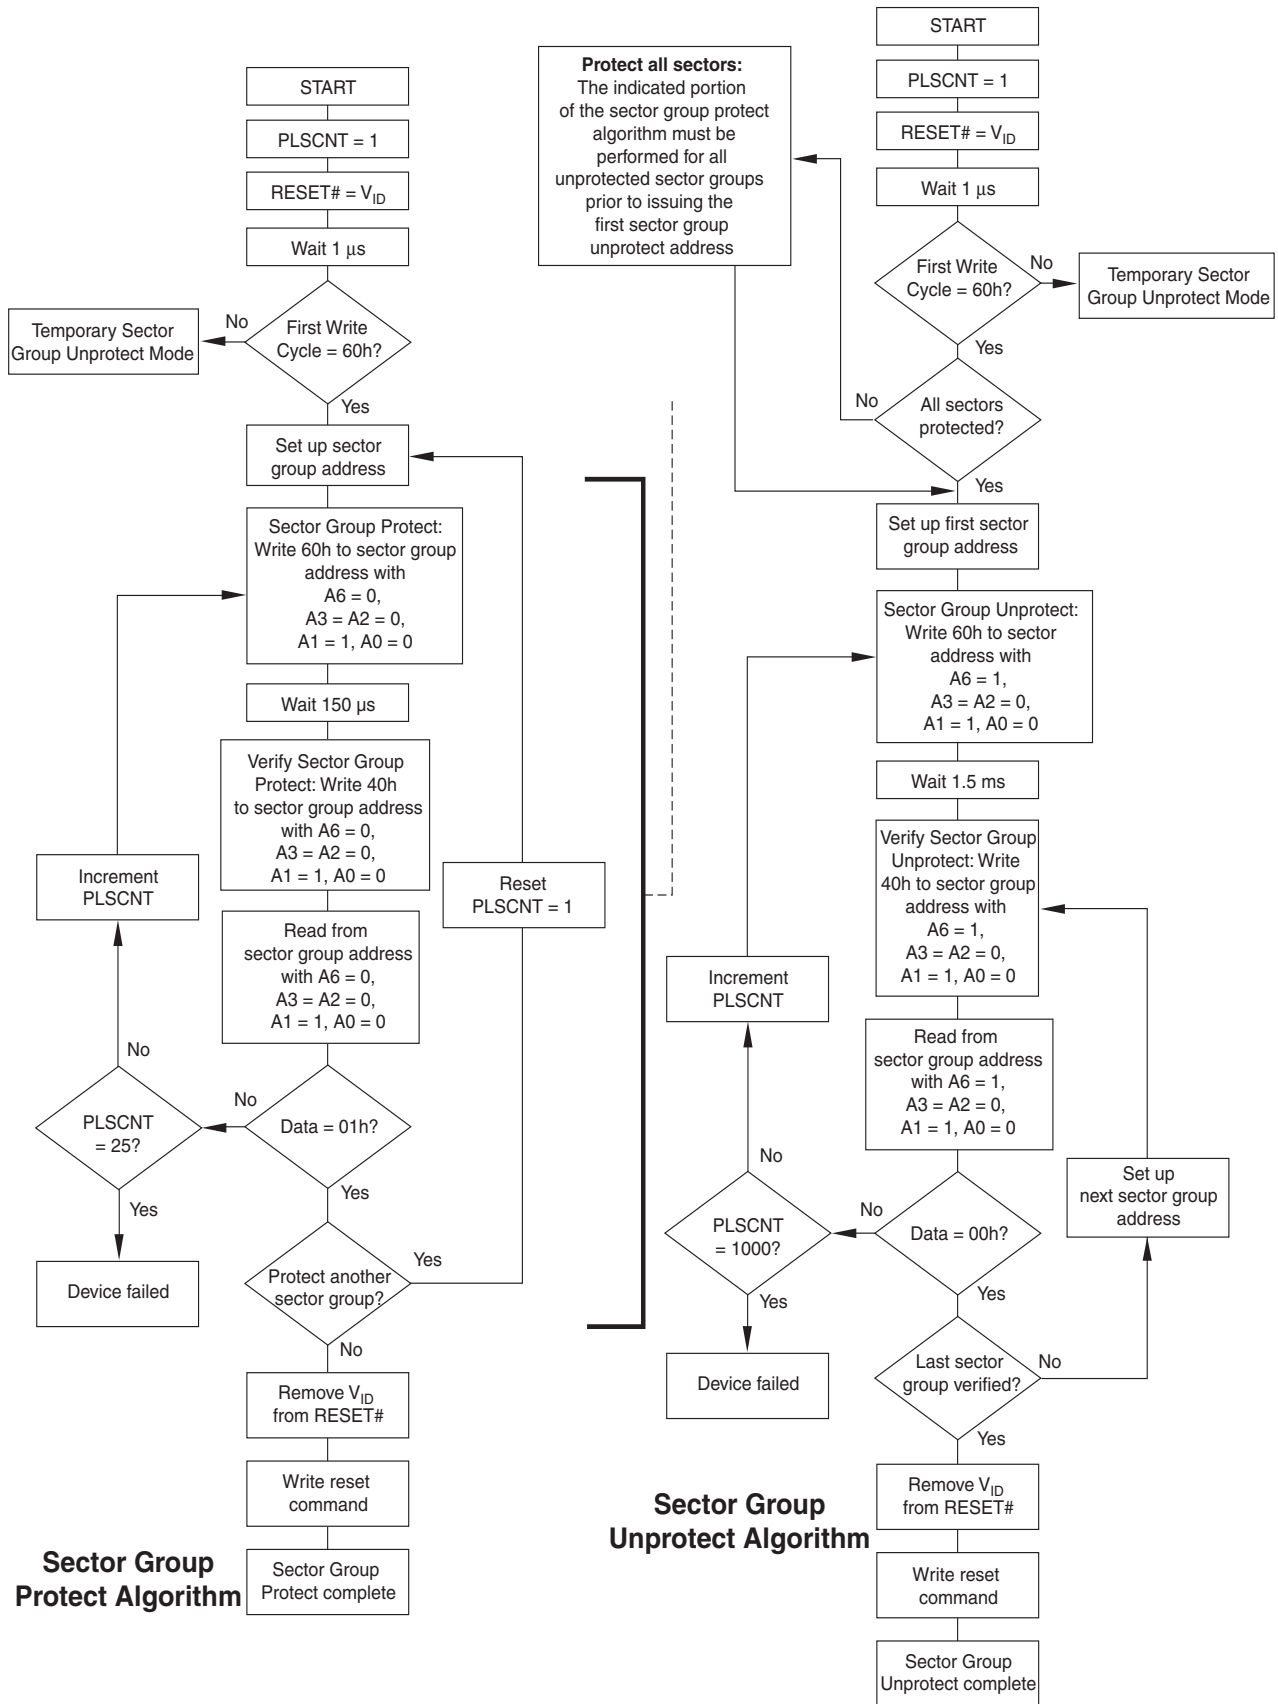 START
PLSCNT = 1
RESET# = VID
Wait 1 μs
First Write
Cycle = 60h?
No
Temporary Sector
Group Unprotect Mode
Yes
Set up sector
group address
Sector Group Protect:
Write 60h to sector group
address with
A6 = 0,
A3 = A2 = 0,
A1 = 1, A0 = 0
Wait 150 μs
Verify Sector Group
Protect: Write 40h
to sector group address
with A6 = 0,
A3 = A2 = 0,
A1 = 1, A0 = 0
Increment
PLSCNT
Reset
PLSCNT = 1
Read from
sector group address
with A6 = 0,
A3 = A2 = 0,
A1 = 1, A0 = 0
No
PLSCNT
= 25?
No
Data = 01h?
Yes
Yes
Device failed
Protect another
sector group?
Yes
No
Remove VID
from RESET#
Write reset
command
Sector Group
Protect complete
Sector Group
Protect Algorithm
Protect all sectors:
The indicated portion
of the sector group protect
algorithm must be
performed for all
unprotected sector groups
prior to issuing the
first sector group
unprotect address
START
PLSCNT = 1
RESET# = VID
Wait 1 μs
First Write
Cycle = 60h?
No
Temporary Sector
Group Unprotect Mode
Yes
No
All sectors
protected?
Yes
Set up first sector
group address
Sector Group Unprotect:
Write 60h to sector
address with
A6 = 1,
A3 = A2 = 0,
A1 = 1, A0 = 0
Wait 1.5 ms
Verify Sector Group
Unprotect: Write
40h to sector group
address with
A6 = 1,
A3 = A2 = 0,
A1 = 1, A0 = 0
Increment
PLSCNT
Read from
sector group address
with A6 = 1,
A3 = A2 = 0,
A1 = 1, A0 = 0
No
PLSCNT
= 1000?
No
Data = 00h?
Set up
next sector group
address
Yes
Yes
Device failed
Last sector
group verified?
No
Yes
Remove VID
from RESET#
Write reset
command
Sector Group
Unprotect complete
Sector Group
Unprotect Algorithm